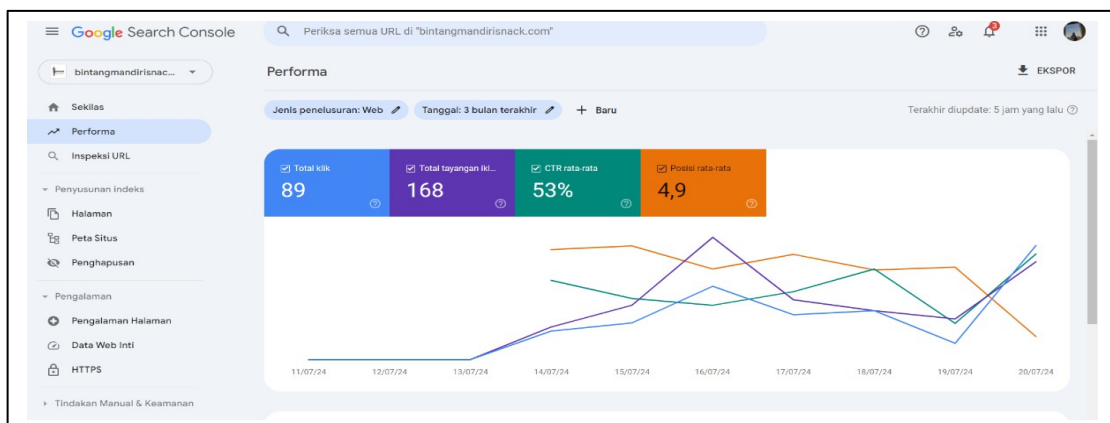 Google Search Console
Periksa semua URL di "bintangmandirisnack.com"
3
bintangmandirisnac...
Performa
EKSPOR
Sekilas
Performa
Inspeksi URL
Jenis penelusuran: Web
Tanggal: 3 bulan terakhir
+ Baru
Terakhir diupdate: 5 jam yang lalu
Penyusunan indeks
Halaman
Peta Situs
Penghapusan
Pengalaman
Pengalaman Halaman
Data Web Inti
HTTPS
Tindakan Manual & Keamanan
Total klik
89
Total tayangan ikl...
168
CTR rata-rata
53%
Posisi rata-rata
4,9
11/07/24 12/07/24 13/07/24 14/07/24 15/07/24 16/07/24 17/07/24 18/07/24 19/07/24 20/07/24